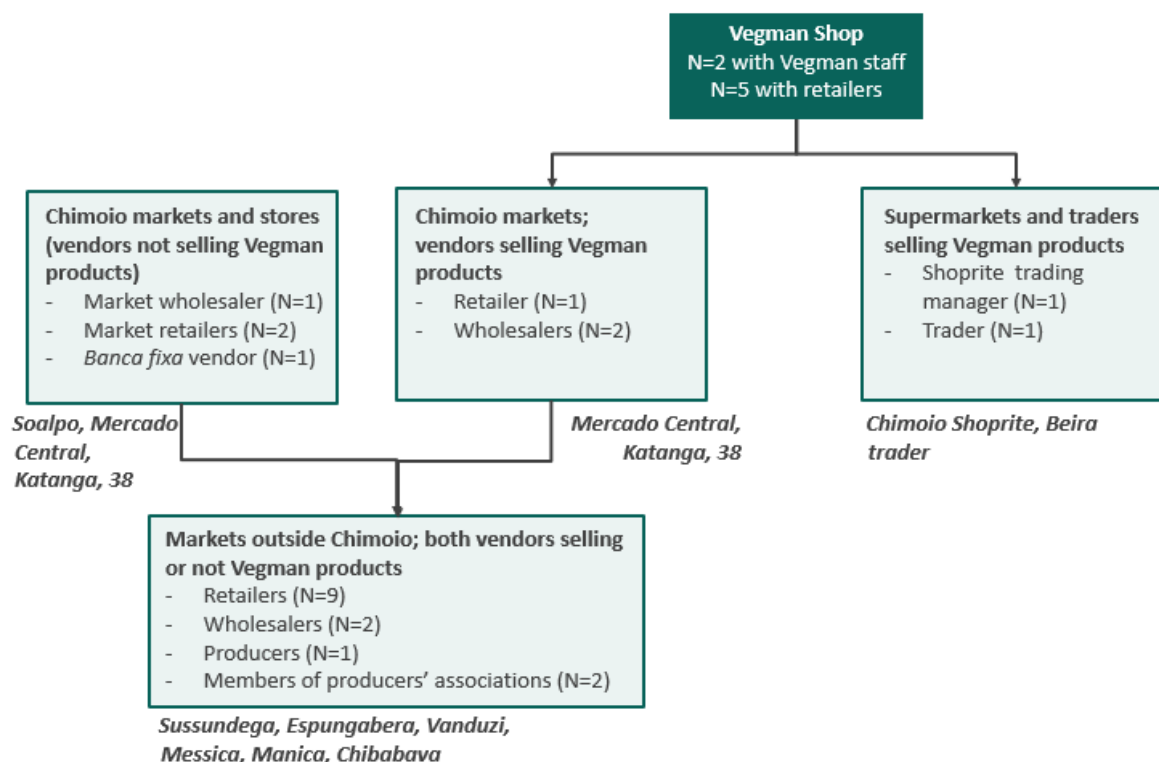 Vegman Shop
N=2 with Vegman staff
N=5 with retailers
Chimoio markets and stores
(vendors not selling Vegman
products)
- Market wholesaler (N=1)
- Market retailers (N=2)
- Banca fixa vendor (N=1)
Soalpo, Mercado
Central,
Katanga, 38
Chimoio markets;
vendors selling Vegman
products
- Retailer (N=1)
- Wholesalers (N=2)
Mercado Central,
Katanga, 38
Supermarkets and traders
selling Vegman products
- Shoprite trading
manager (N=1)
- Trader (N=1)
Chimoio Shoprite, Beira
trader
Markets outside Chimoio; both vendors selling
or not Vegman products
- Retailers (N=9)
- Wholesalers (N=2)
- Producers (N=1)
- Members of producers’ associations (N=2)
Sussundega, Espungabera, Vanduzi,
Messica, Manica, Chibabava